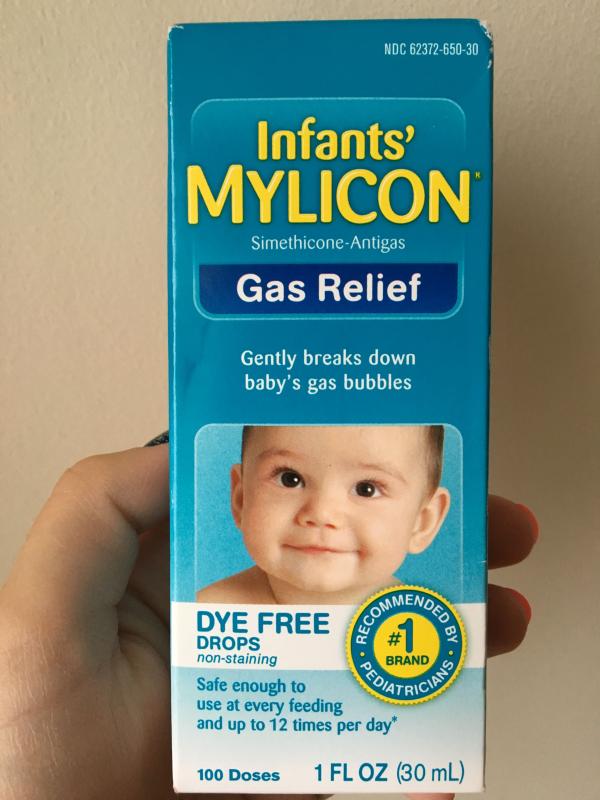 NDC 62372-650-30
Infants'
MYLICON®
Simethicone-Antigas
Gas Relief
Gently breaks down
baby's gas bubbles
DYE FREE
DROPS
non-staining
RECOMMENDED BY
#1
BRAND
PEDIATRICIANS
Safe enough to
use at every feeding
and up to 12 times per day*
100 Doses 1 FL OZ (30 mL)